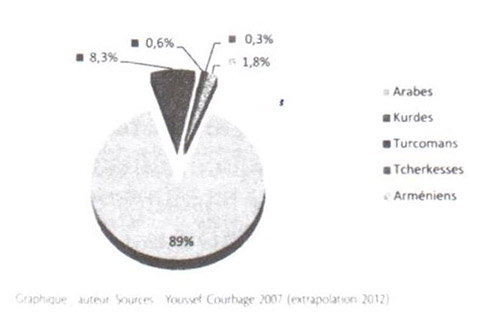 0,6%
0,3%
8,3%
1,8%
Arabes
Kurdes
Turcomans
Tcherkesses
Arméniens
89%
Graphique auteur Sources Youssef Courbage 2007 (extrapolation 2012)